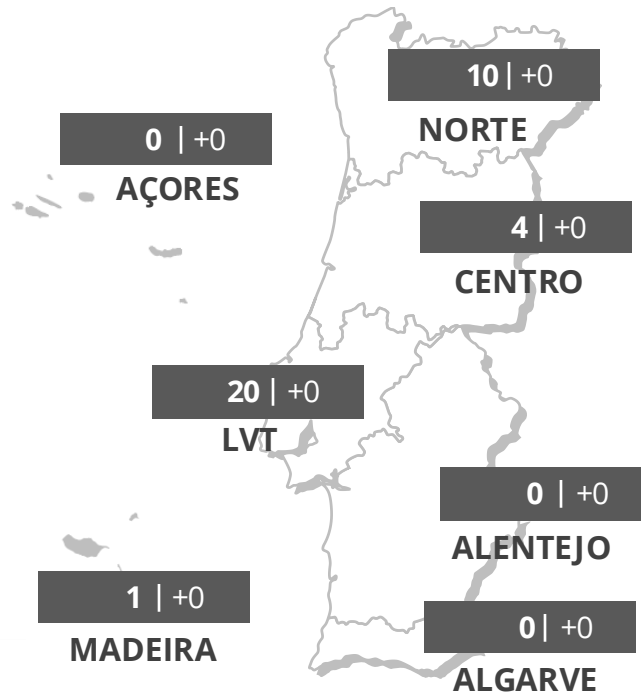 10 | +0
NORTE
0 | +0
AÇORES
4 | +0
CENTRO
20 | +0
LVT
0 | +0
ALENTEJO
1 | +0
MADEIRA
0 | +0
ALGARVE